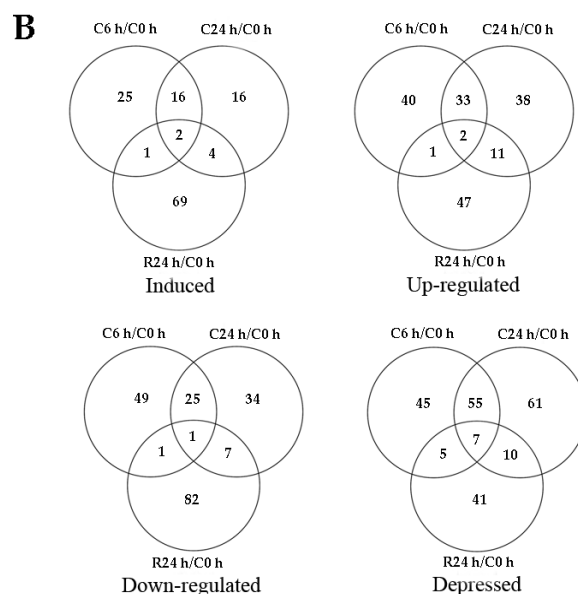 B
C6 h/C0 h C24 h/C0 h
25 16 16
2
1 4
69
R24 h/C0 h
Induced
C6 h/C0 h C24 h/C0 h
40 33 38
2
1 11
47
R24 h/C0 h
Up-regulated
C6 h/C0 h C24 h/C0 h
49 25 34
1
1 7
82
R24 h/C0 h
Down-regulated
C6 h/C0 h C24 h/C0 h
45 55 61
7
5 10
41
R24 h/C0 h
Depressed